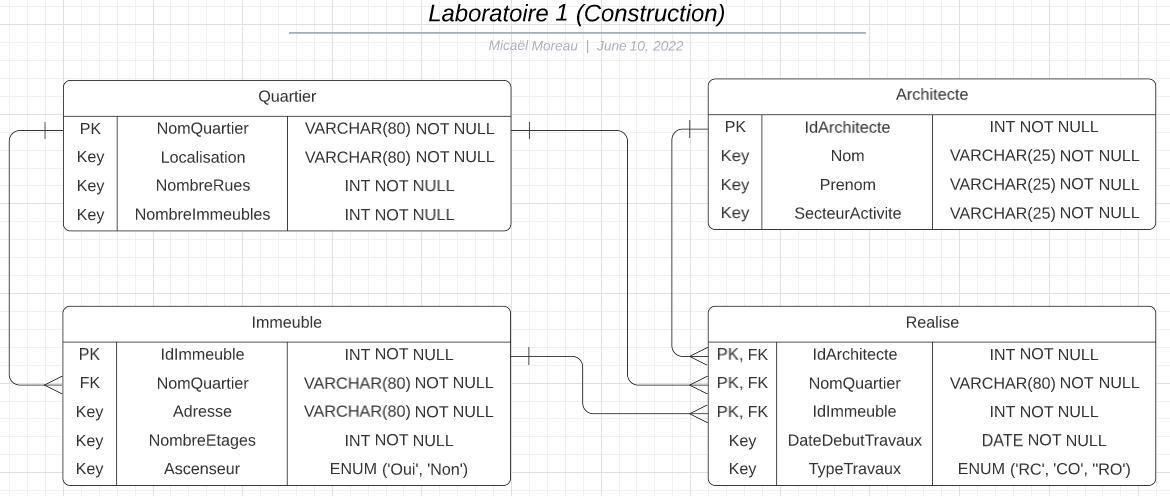 Laboratoire 1 (Construction)
Micaël Moreau | June 10, 2022
Quartier
PK NomQuartier VARCHAR(80) NOT NULL
Key Localisation VARCHAR(80) NOT NULL
Key NombreRues INT NOT NULL
Key NombreImmeubles INT NOT NULL
Architecte
PK IdArchitecte INT NOT NULL
Key Nom VARCHAR(25) NOT NULL
Key Prenom VARCHAR(25) NOT NULL
Key SecteurActivite VARCHAR(25) NOT NULL
Immeuble
PK IdImmeuble INT NOT NULL
FK NomQuartier VARCHAR(80) NOT NULL
Key Adresse VARCHAR(80) NOT NULL
Key NombreEtages INT NOT NULL
Key Ascenseur ENUM ('Oui', 'Non')
Realise
PK, FK IdArchitecte INT NOT NULL
PK, FK NomQuartier VARCHAR(80) NOT NULL
PK, FK IdImmeuble INT NOT NULL
Key DateDebutTravaux DATE NOT NULL
Key TypeTravaux ENUM ('RC', 'CO', "RO')